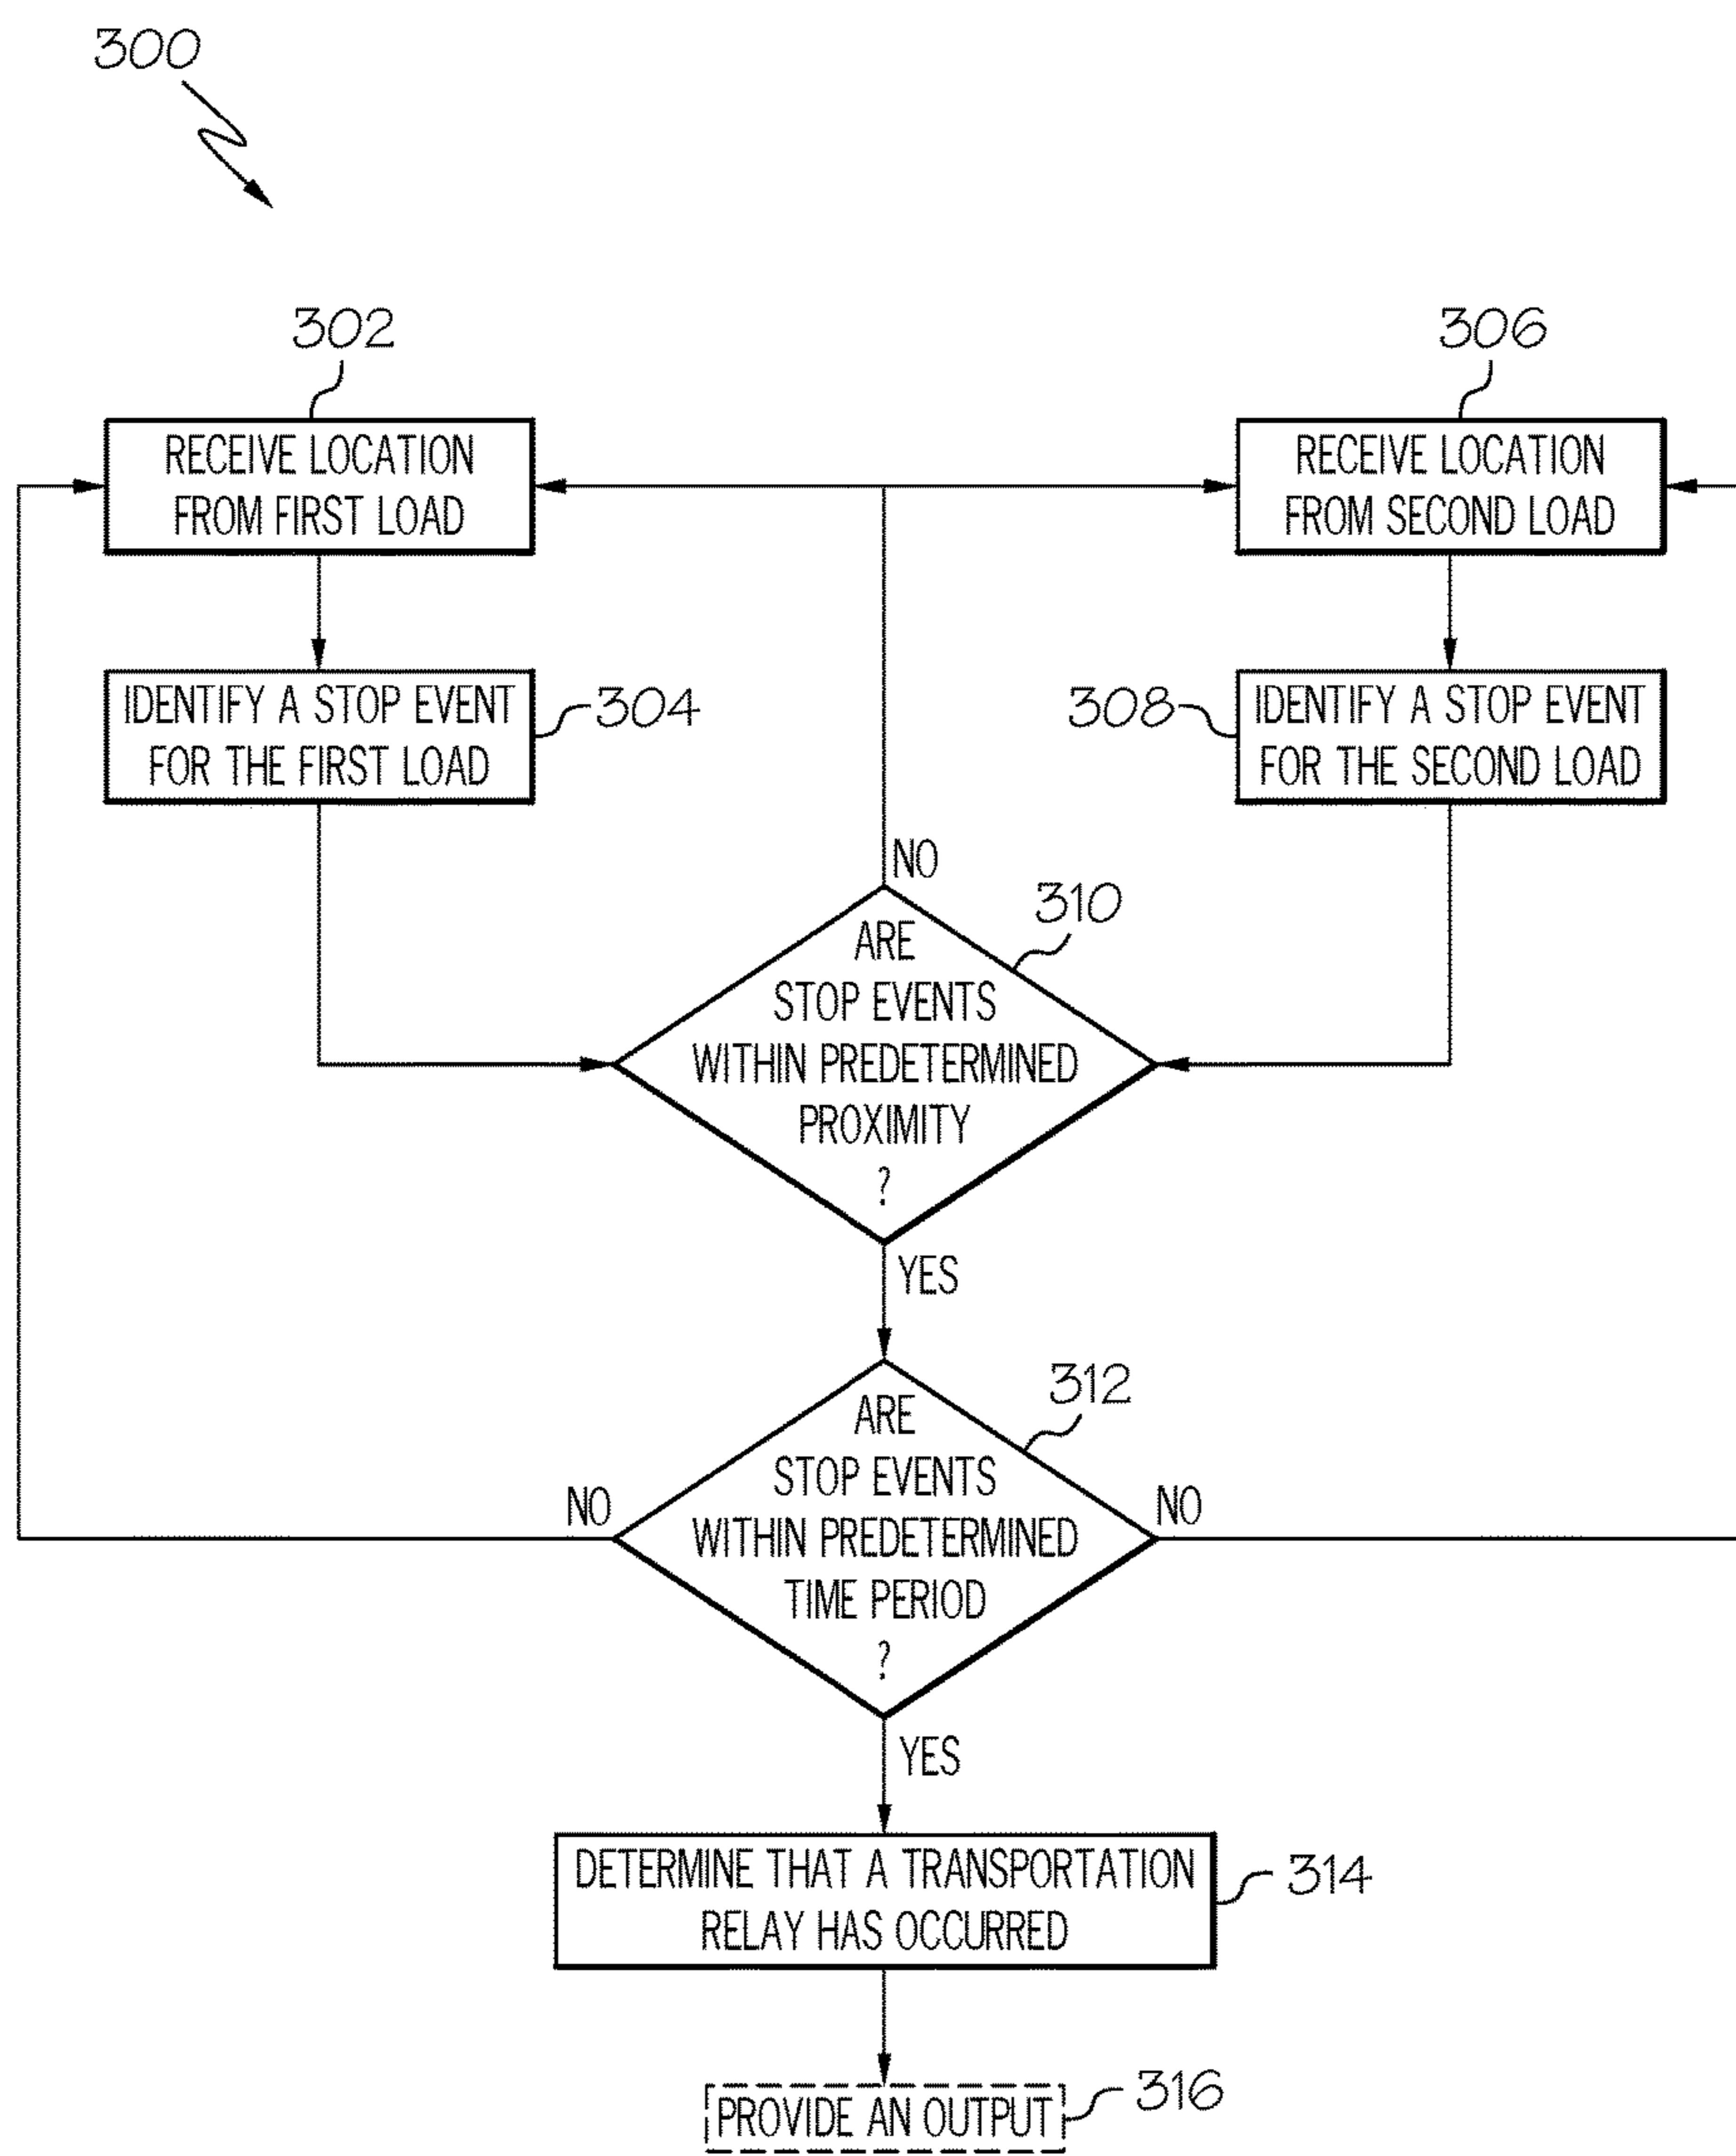 300
302
RECEIVE LOCATION
FROM FIRST LOAD
306
RECEIVE LOCATION
FROM SECOND LOAD
IDENTIFY A STOP EVENT
FOR THE FIRST LOAD
304
308
IDENTIFY A STOP EVENT
FOR THE SECOND LOAD
NO
310
ARE
STOP EVENTS
WITHIN PREDETERMINED
PROXIMITY
?
YES
312
ARE
STOP EVENTS
WITHIN PREDETERMINED
TIME PERIOD
?
NO
NO
YES
DETERMINE THAT A TRANSPORTATION
RELAY HAS OCCURRED
314
PROVIDE AN OUTPUT
316